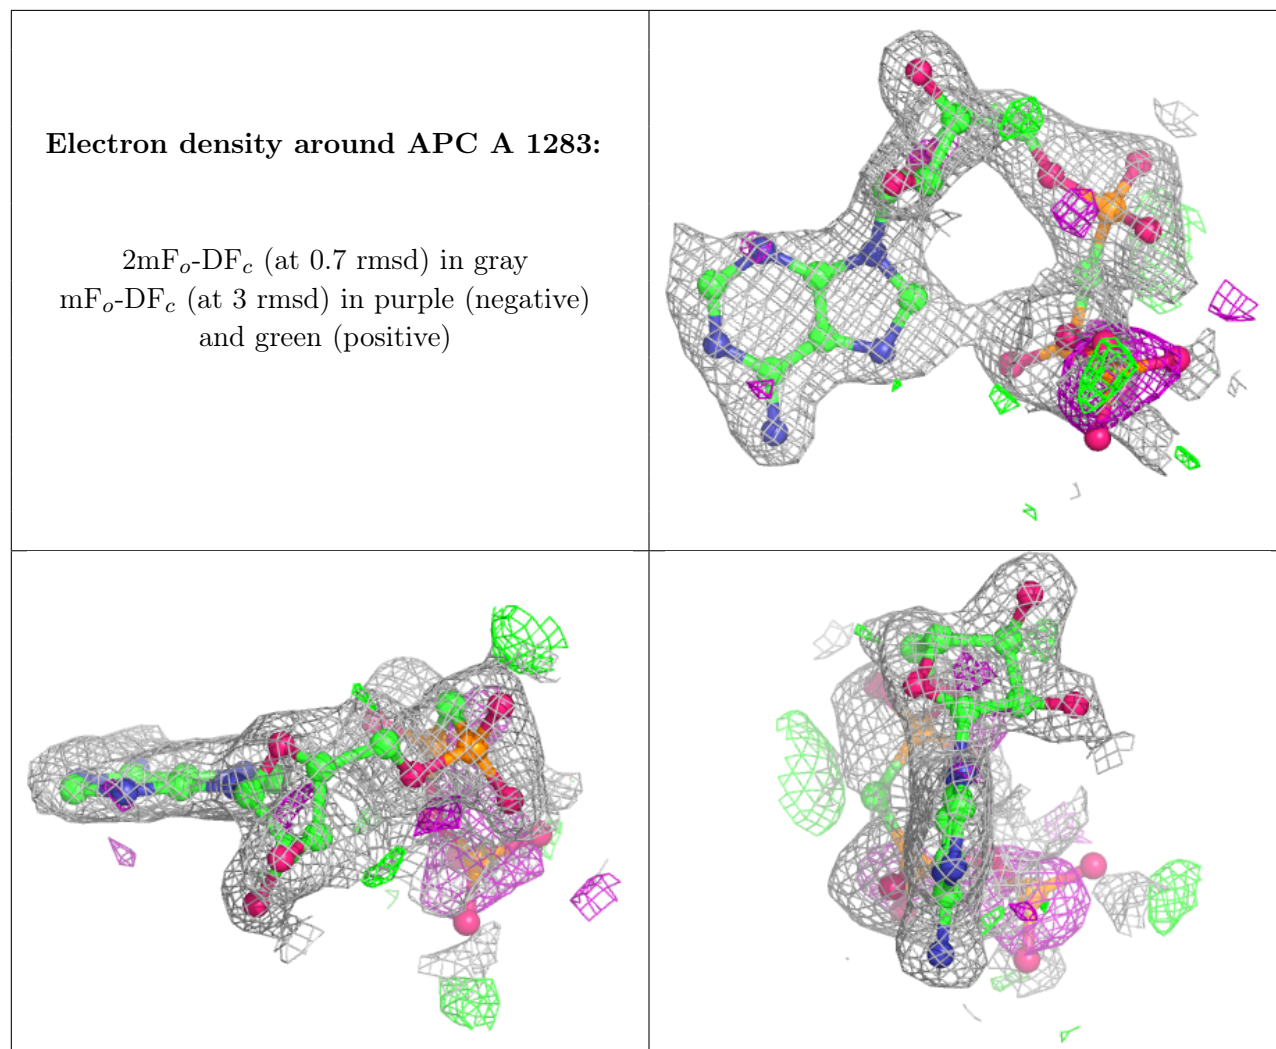 Electron density around APC A 1283:
2mFo-DFc (at 0.7 rmsd) in gray
mFo-DFc (at 3 rmsd) in purple (negative)
and green (positive)